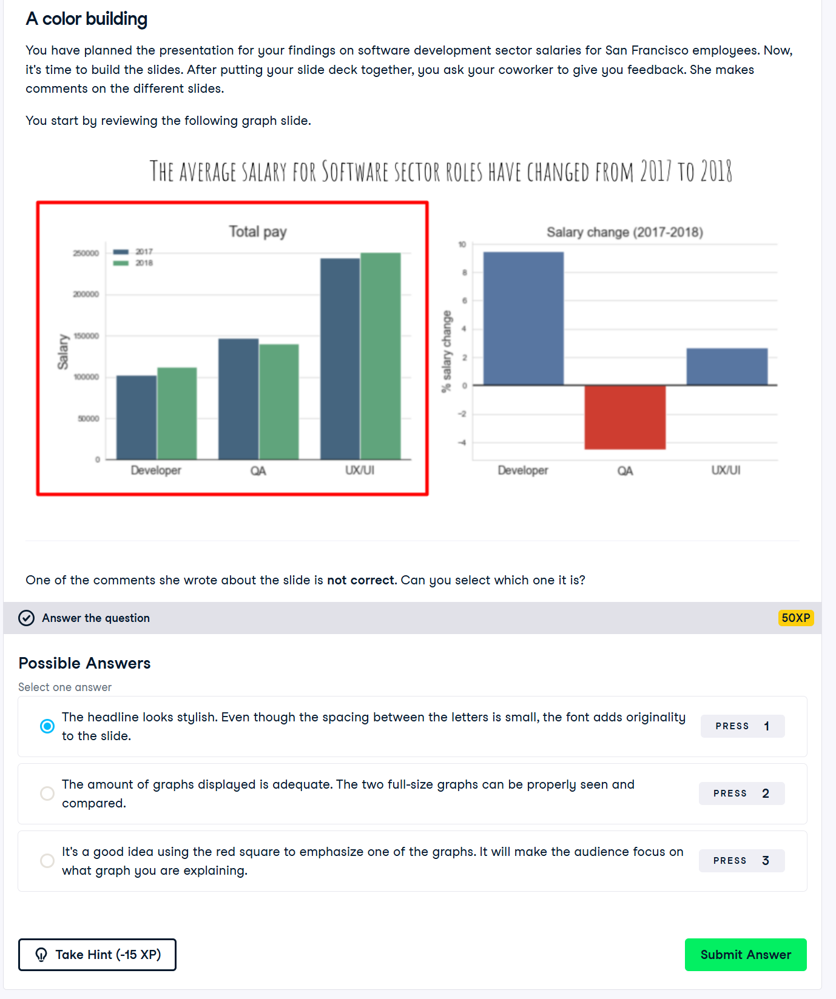 A color building
You have planned the presentation for your findings on software development sector salaries for San Francisco employees. Now,
it's time to build the slides. After putting your slide deck together, you ask your coworker to give you feedback. She makes
comments on the different slides.
You start by reviewing the following graph slide.
The average salary for Software sector roles have changed from 2017 to 2018
Total pay
2017
2018
250000
200000
150000
100000
50000
0
Salary
Developer
QA
UX/UI
Salary change (2017-2018)
10
8
6
4
2
0
-2
-4
% salary change
Developer
QA
UX/UI
One of the comments she wrote about the slide is not correct. Can you select which one it is?
Answer the question
50XP
Possible Answers
Select one answer
The headline looks stylish. Even though the spacing between the letters is small, the font adds originality
to the slide.
PRESS 1
The amount of graphs displayed is adequate. The two full-size graphs can be properly seen and
compared.
PRESS 2
It's a good idea using the red square to emphasize one of the graphs. It will make the audience focus on
what graph you are explaining.
PRESS 3
Take Hint (-15 XP)
Submit Answer